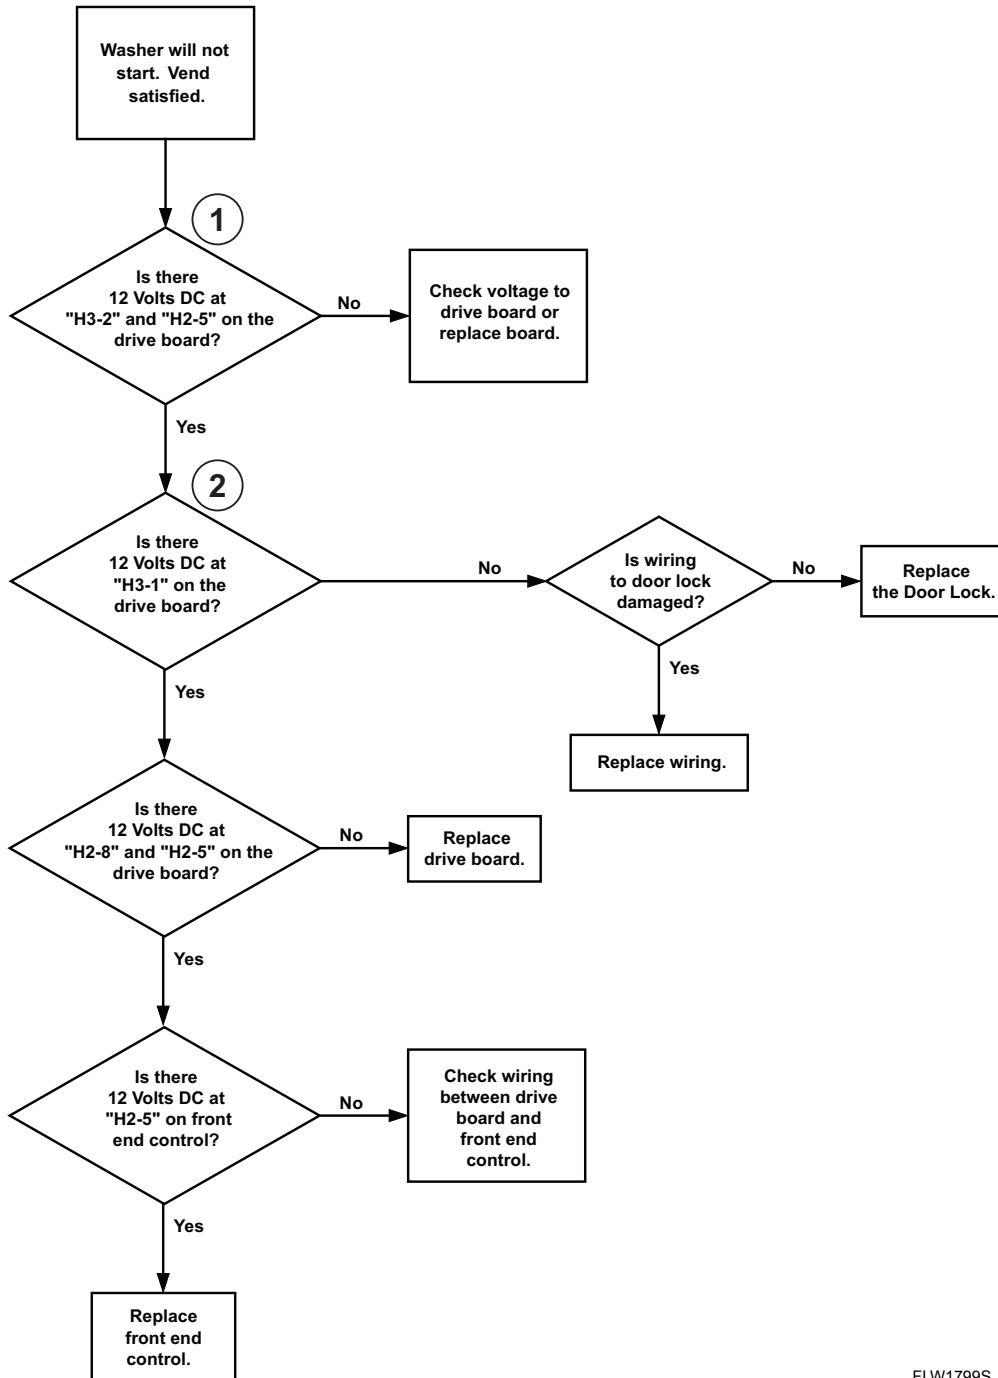 Washer will not
start. Vend
satisfied.
1
Is there
12 Volts DC at
"H3-2" and "H2-5" on the
drive board?
No
Check voltage to
drive board or
replace board.
Yes
2
Is there
12 Volts DC at
"H3-1" on the
drive board?
No
Is wiring
to door lock
damaged?
No
Replace
the Door Lock.
Yes
Replace wiring.
Yes
Is there
12 Volts DC at
"H2-8" and "H2-5" on the
drive board?
No
Replace
drive board.
Yes
Is there
12 Volts DC at
"H2-5" on front
end control?
No
Check wiring
between drive
board and
front end
control.
Yes
Replace
front end
control.
FLW1799S